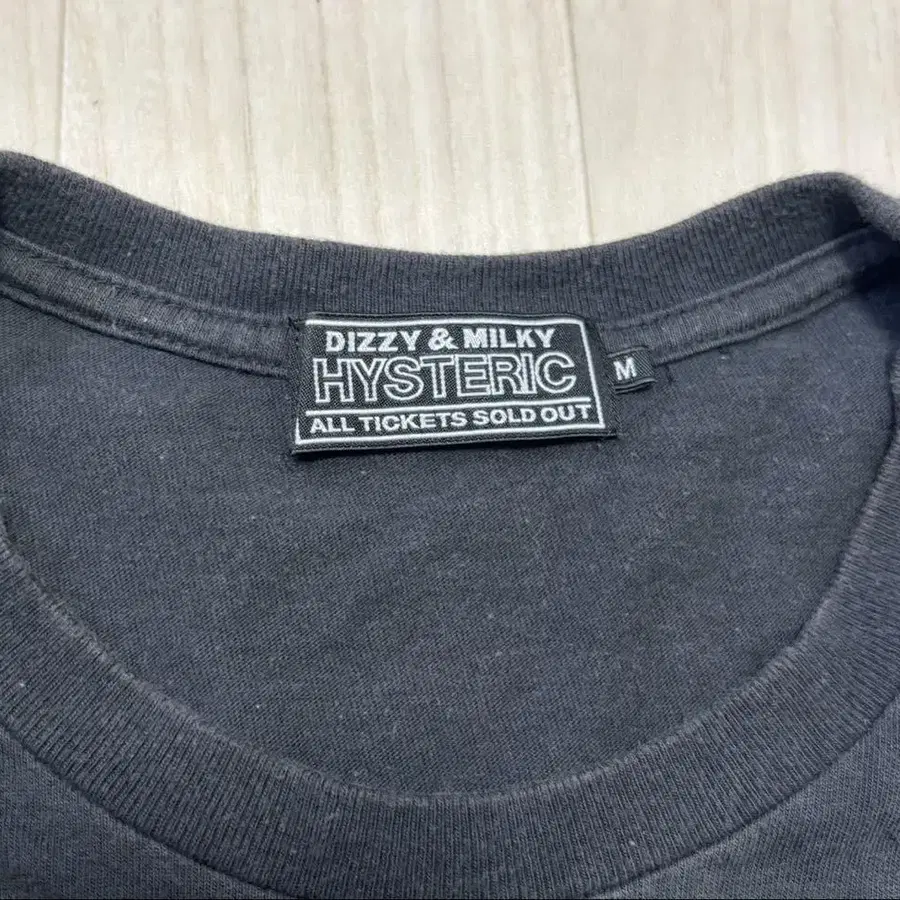 DIZZY & MILKY
HYSTERIC
M
ALL TICKETS SOLD OUT